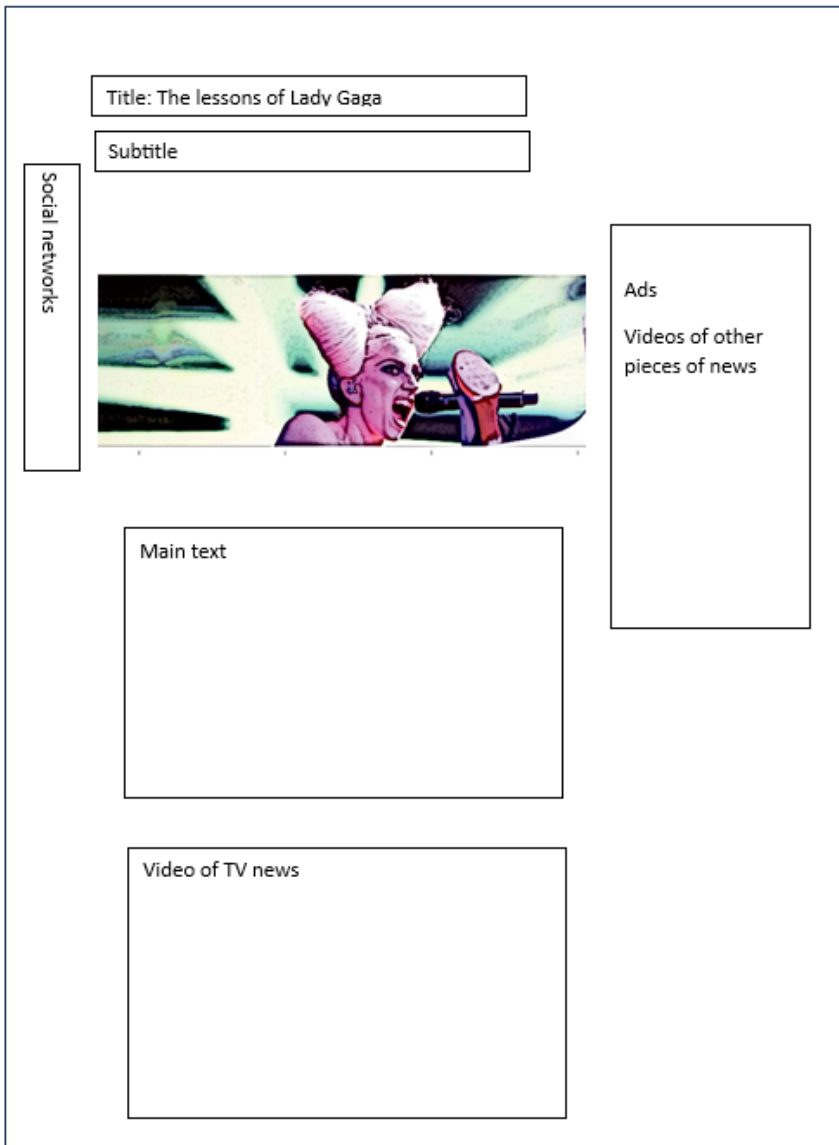 Title: The lessons of Lady Gaga
Subtitle
Social networks
Ads
Videos of other
pieces of news
Main text
Video of TV news